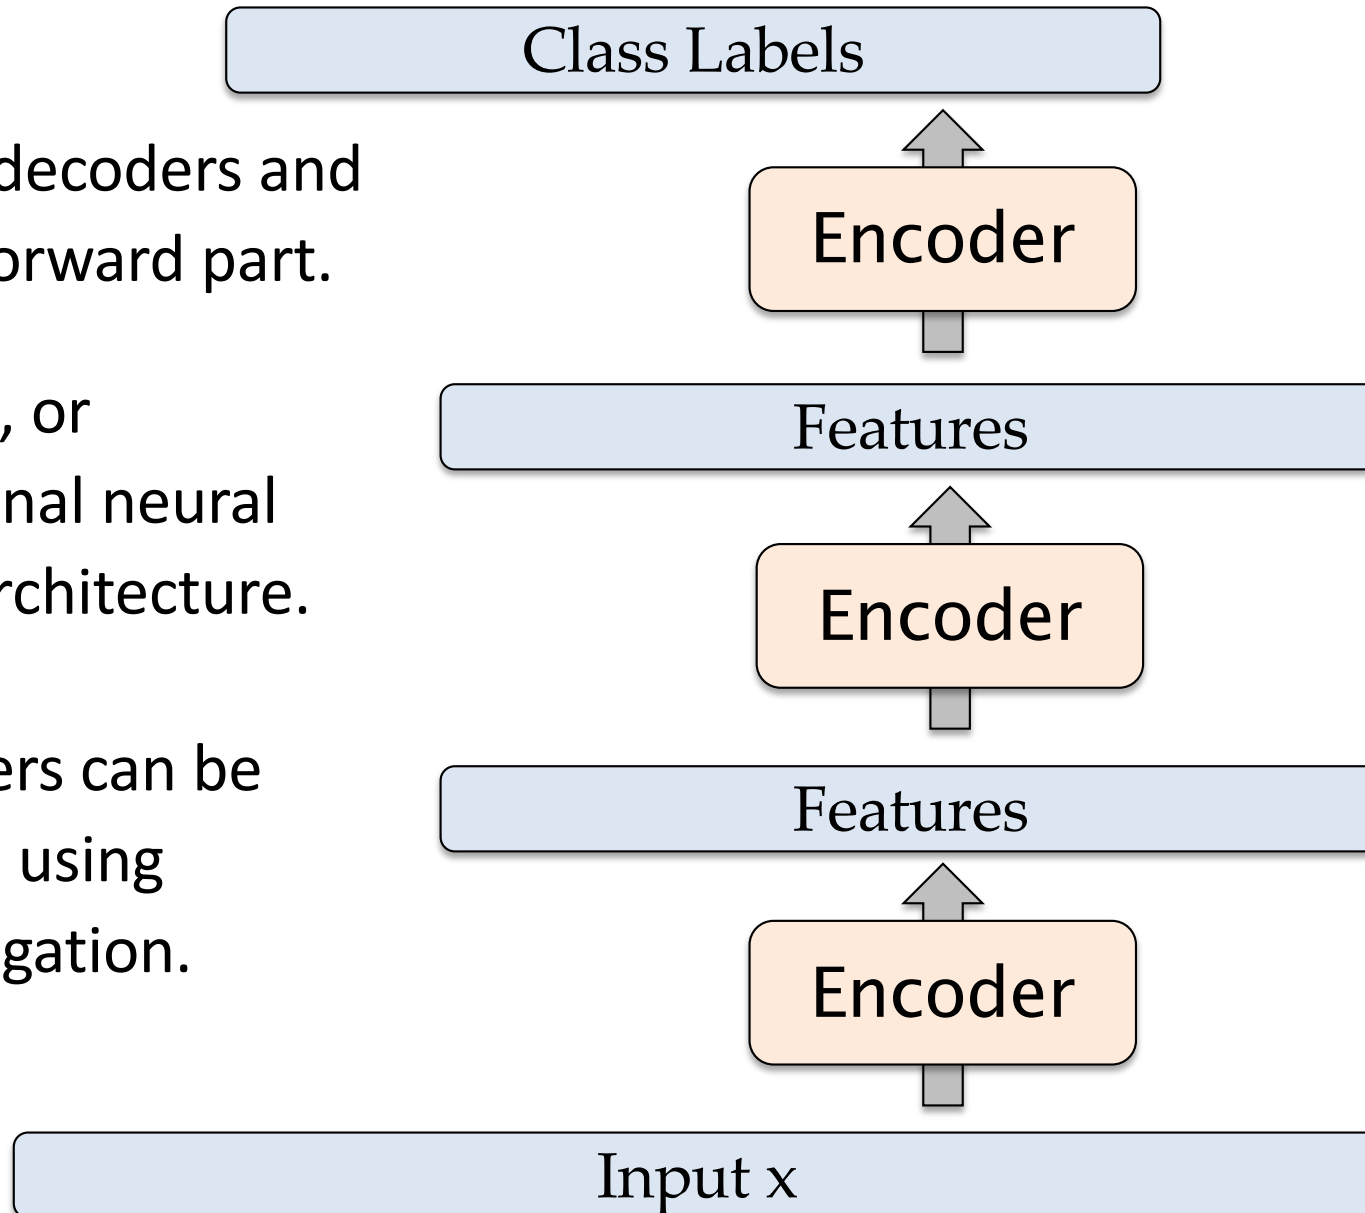 Class Labels
decoders and
orward part.
Encoder
, or
Features
nal neural
rchitecture.
Encoder
ers can be
Features
using
gation.
Encoder
Input x